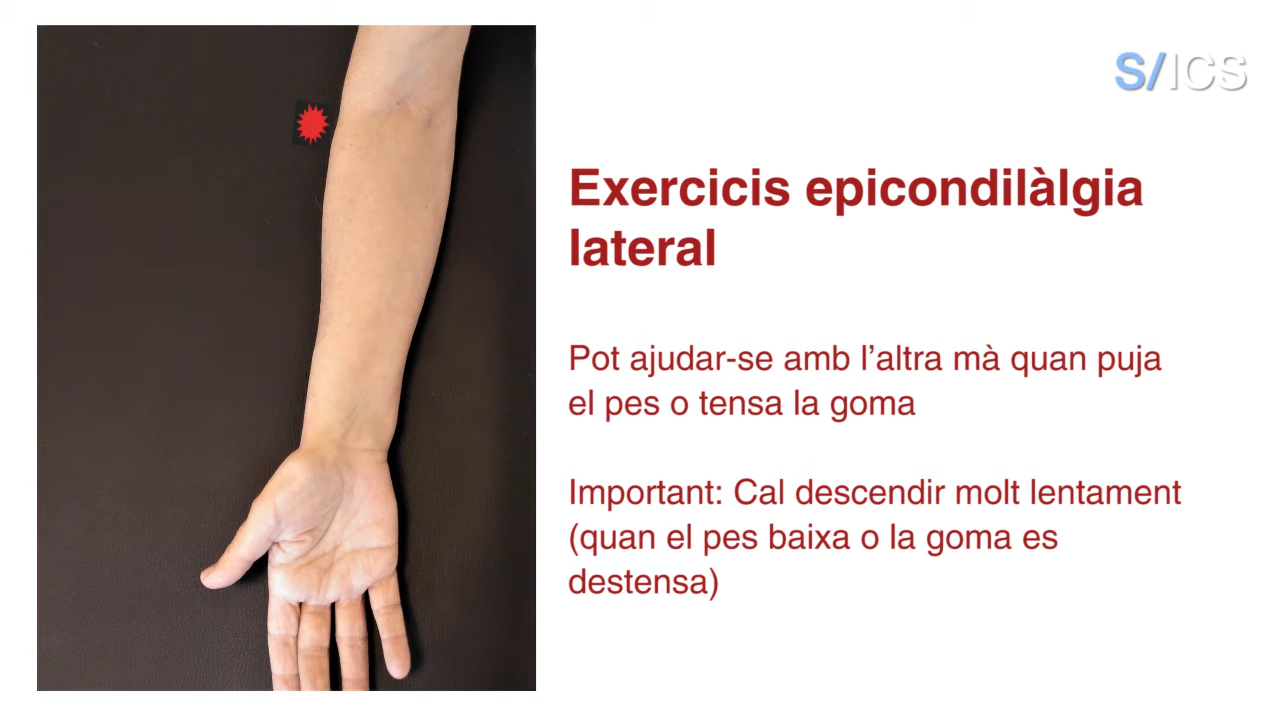 S/ICS
Exercicis epicondilàlgia
lateral
Pot ajudar-se amb l’altra mà quan puja
el pes o tensa la goma
Important: Cal descendir molt lentament
(quan el pes baixa o la goma es
destensa)